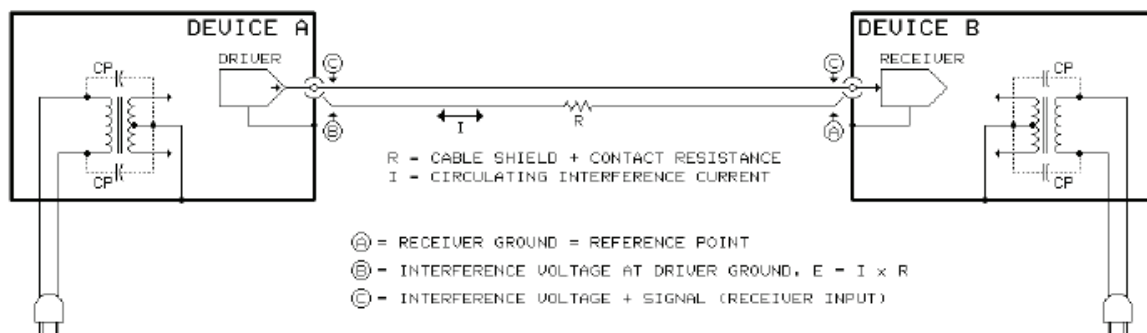 DEVICE A
DEVICE B
DRIVER
RECEIVER
CP
CP
CP
CP
C
C
B
A
I
R
R = CABLE SHIELD + CONTACT RESISTANCE
I = CIRCULATING INTERFERENCE CURRENT
A = RECEIVER GROUND = REFERENCE POINT
B = INTERFERENCE VOLTAGE AT DRIVER GROUND, E = I x R
C = INTERFERENCE VOLTAGE + SIGNAL (RECEIVER INPUT)